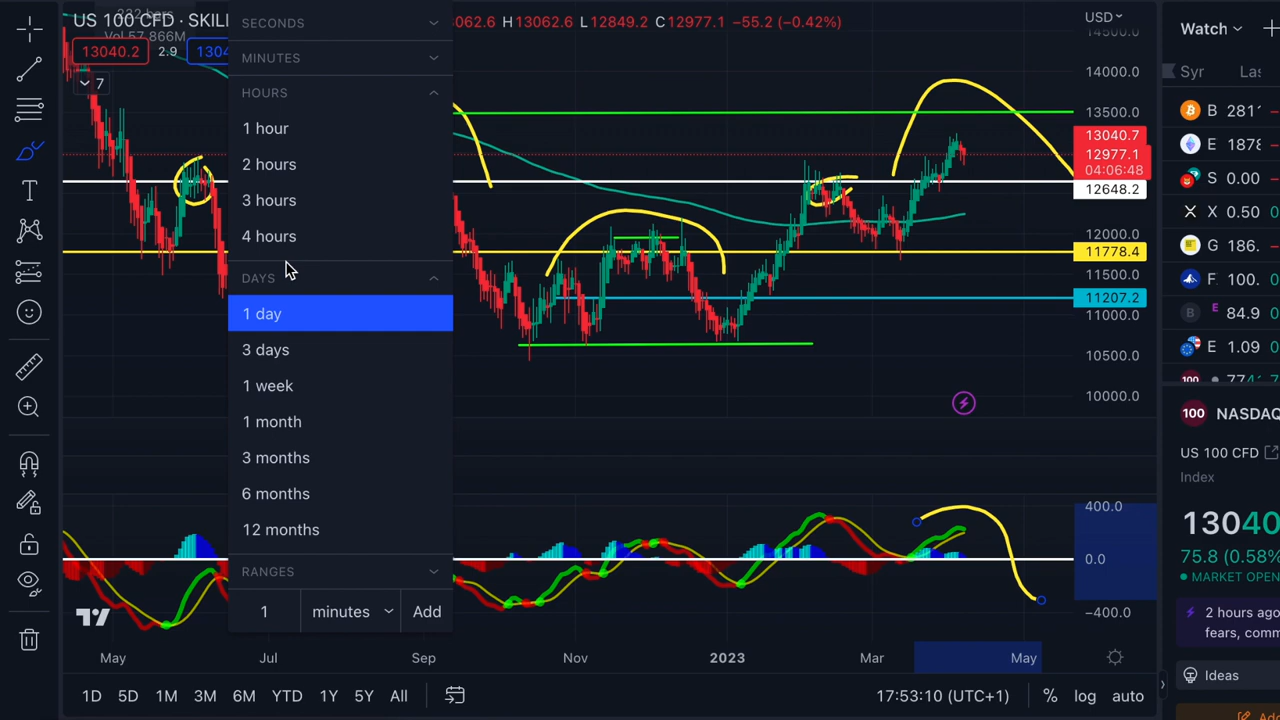 US 100 CFD · SKILL
SECONDS
062.6 H13062.6 L12849.2 C12977.1 −55.2 (−0.42%)
USD
Vol 57.866M
13040.2 2.9 1304
7
MINUTES
HOURS
1 hour
2 hours
3 hours
4 hours
DAYS
1 day
3 days
1 week
1 month
3 months
6 months
12 months
RANGES
1 minutes Add
14500.0
14000.0
13500.0
13040.7
12977.1
04:06:48
12648.2
12000.0
11778.4
11500.0
11207.2
11000.0
10500.0
10000.0
400.0
0.0
−400.0
May Jul Sep Nov 2023 Mar May
1D 5D 1M 3M 6M YTD 1Y 5Y All
17:53:10 (UTC+1) % log auto
Watch
Syr Las
B 281
E 1878
S 0.00
X 0.50
G 186.
F 100.
B E 84.9
E 1.09
100
100 NASDAQ
US 100 CFD
Index
13040
75.8 (0.58%
MARKET OPEN
2 hours ago
fears, comm
Ideas